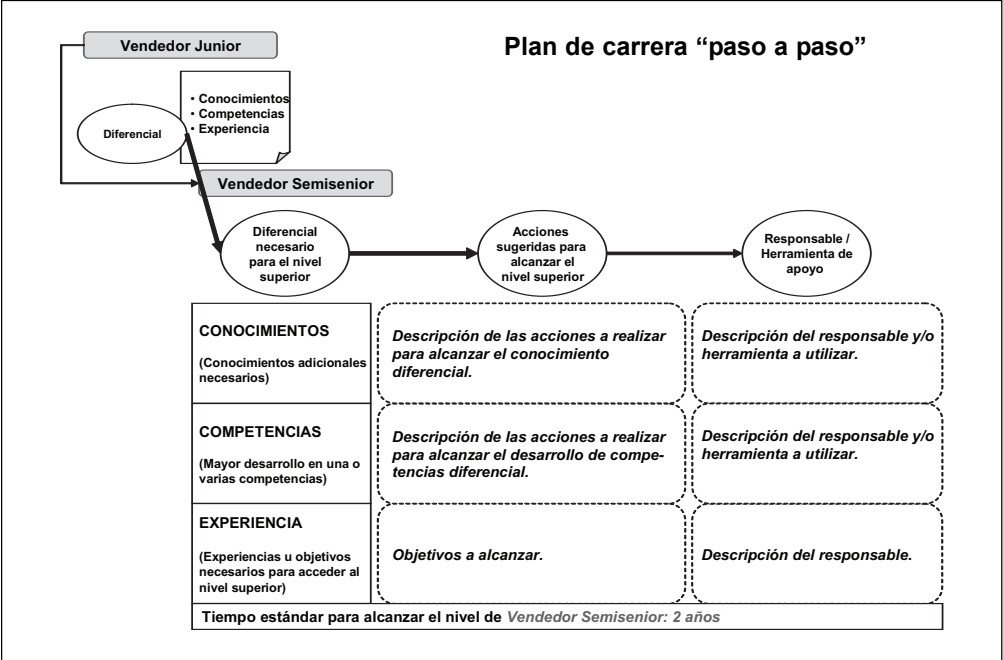 Vendedor Junior
Plan de carrera “paso a paso”
• Conocimientos
• Competencias
• Experiencia
Diferencial
Vendedor Semisenior
Diferencial
necesario
para el nivel
superior
Acciones
sugeridas para
alcanzar el
nivel superior
Responsable /
Herramienta de
apoyo
CONOCIMIENTOS
(Conocimientos adicionales
necesarios)
Descripción de las acciones a realizar
para alcanzar el conocimiento
diferencial.
Descripción del responsable y/o
herramienta a utilizar.
COMPETENCIAS
(Mayor desarrollo en una o
varias competencias)
Descripción de las acciones a realizar
para alcanzar el desarrollo de compe-
tencias diferencial.
Descripción del responsable y/o
herramienta a utilizar.
EXPERIENCIA
(Experiencias u objetivos
necesarios para acceder al
nivel superior)
Objetivos a alcanzar.
Descripción del responsable.
Tiempo estándar para alcanzar el nivel de Vendedor Semisenior: 2 años